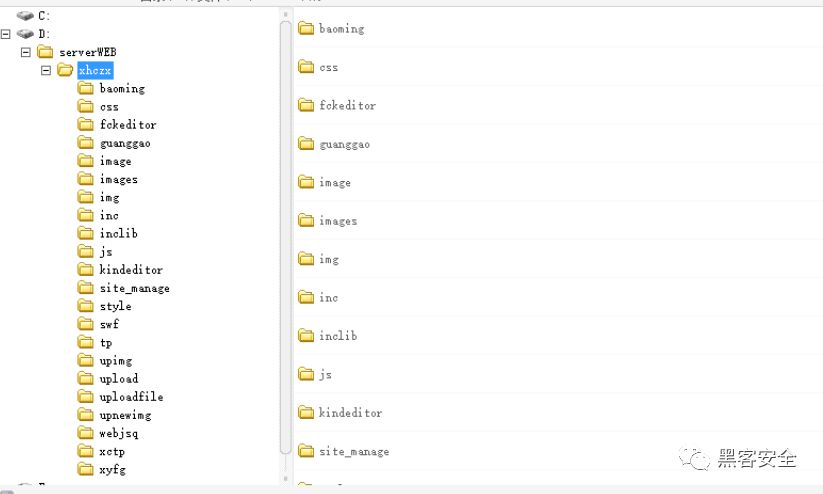 C:
D:
serverWEB
xhczx
baoming
css
fckeditor
guanggao
image
images
img
inc
inclib
js
kindeditor
site_manage
style
swf
tp
upimg
upload
uploadfile
upnewimg
webjsq
xctp
xyfg
baoming
css
fckeditor
guanggao
image
images
img
inc
inclib
js
kindeditor
site_manage
黑客安全